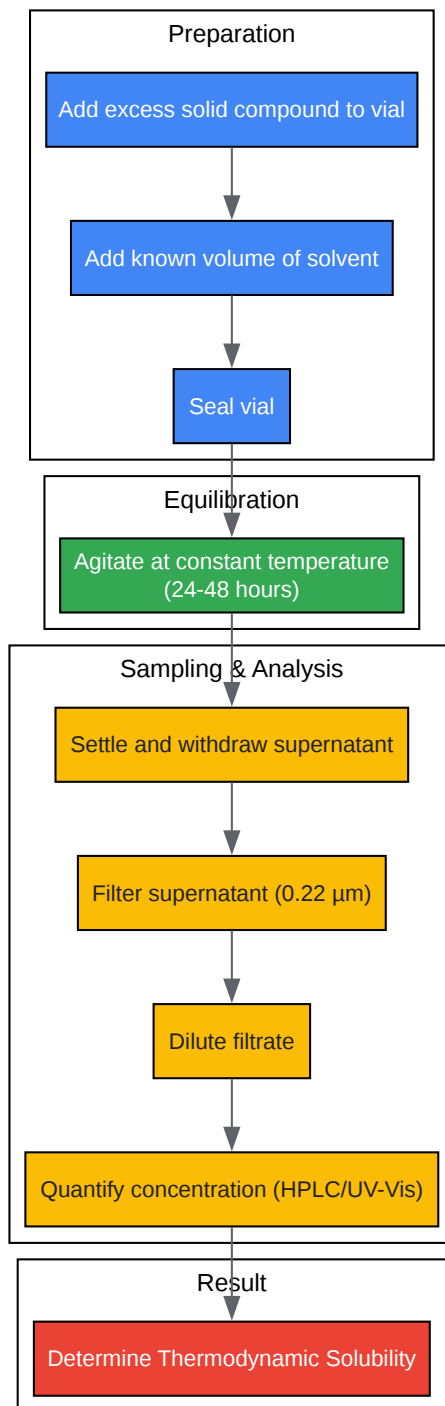 Preparation
Add excess solid compound to vial
Add known volume of solvent
Seal vial
Equilibration
Agitate at constant temperature
(24-48 hours)
Sampling & Analysis
Settle and withdraw supernatant
Filter supernatant (0.22 µm)
Dilute filtrate
Quantify concentration (HPLC/UV-Vis)
Result
Determine Thermodynamic Solubility